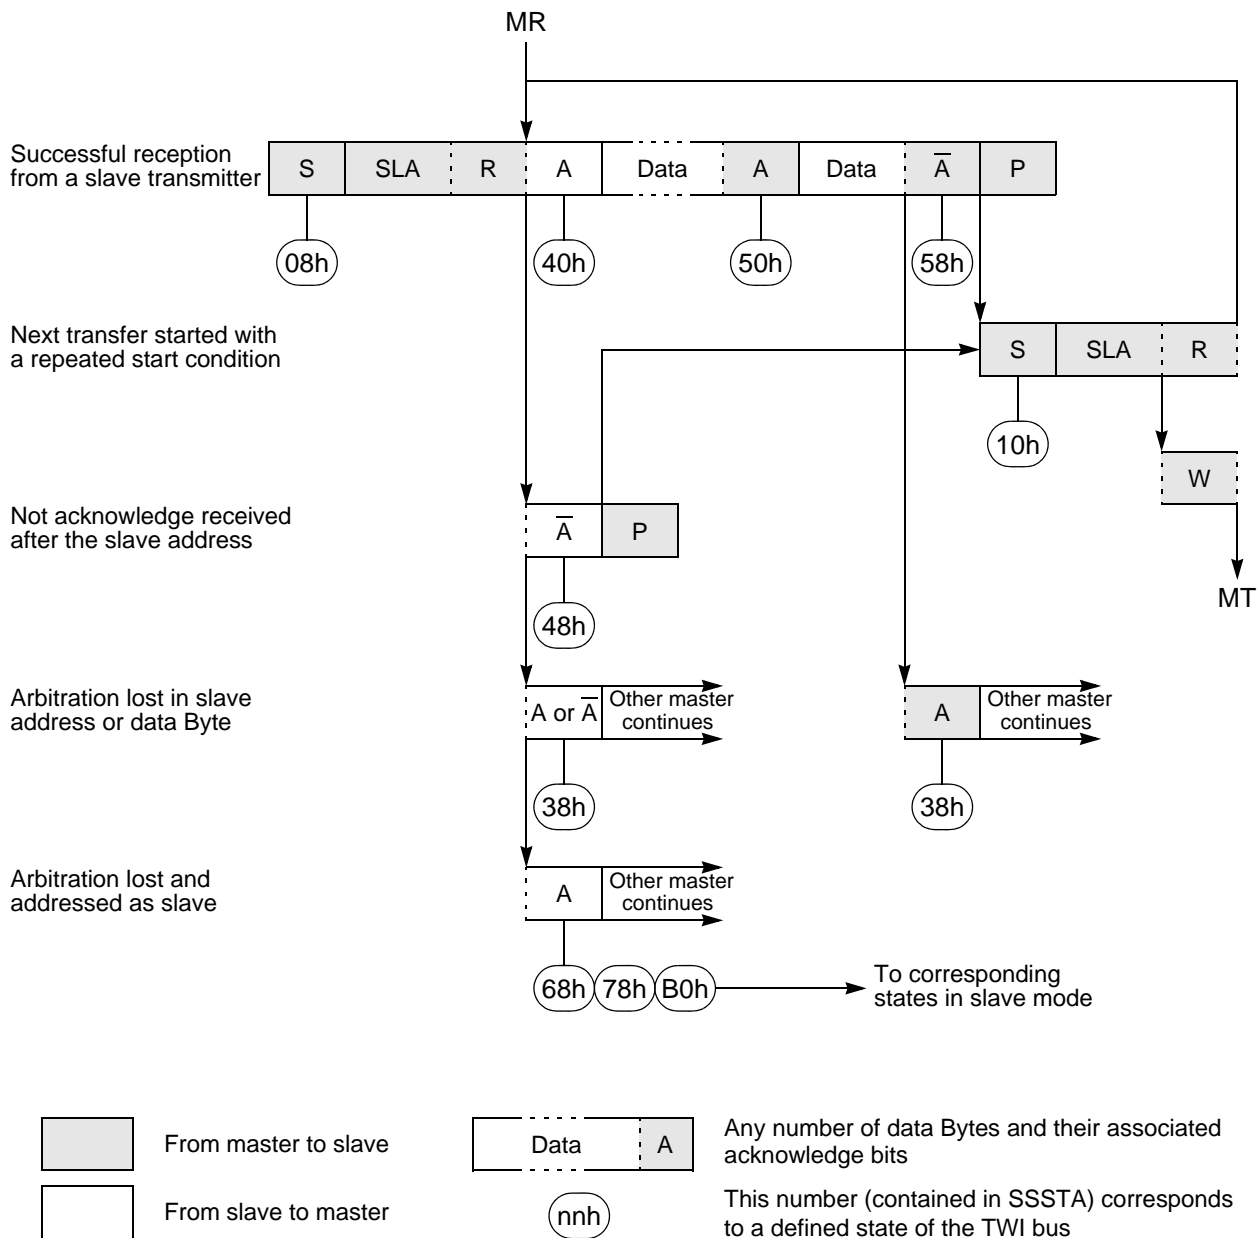 MR
Successful reception
from a slave transmitter
S SLA R A Data A Data A̅ P
08h 40h 50h 58h
Next transfer started with
a repeated start condition
S SLA R
10h
W
MT
Not acknowledge received
after the slave address
A̅ P
48h
Arbitration lost in slave
address or data Byte
A or A̅
Other master
continues
A
Other master
continues
38h 38h
Arbitration lost and
addressed as slave
A
Other master
continues
68h 78h B0h
To corresponding
states in slave mode
From master to slave
Data A
Any number of data Bytes and their associated
acknowledge bits
From slave to master
nnh
This number (contained in SSSTA) corresponds
to a defined state of the TWI bus